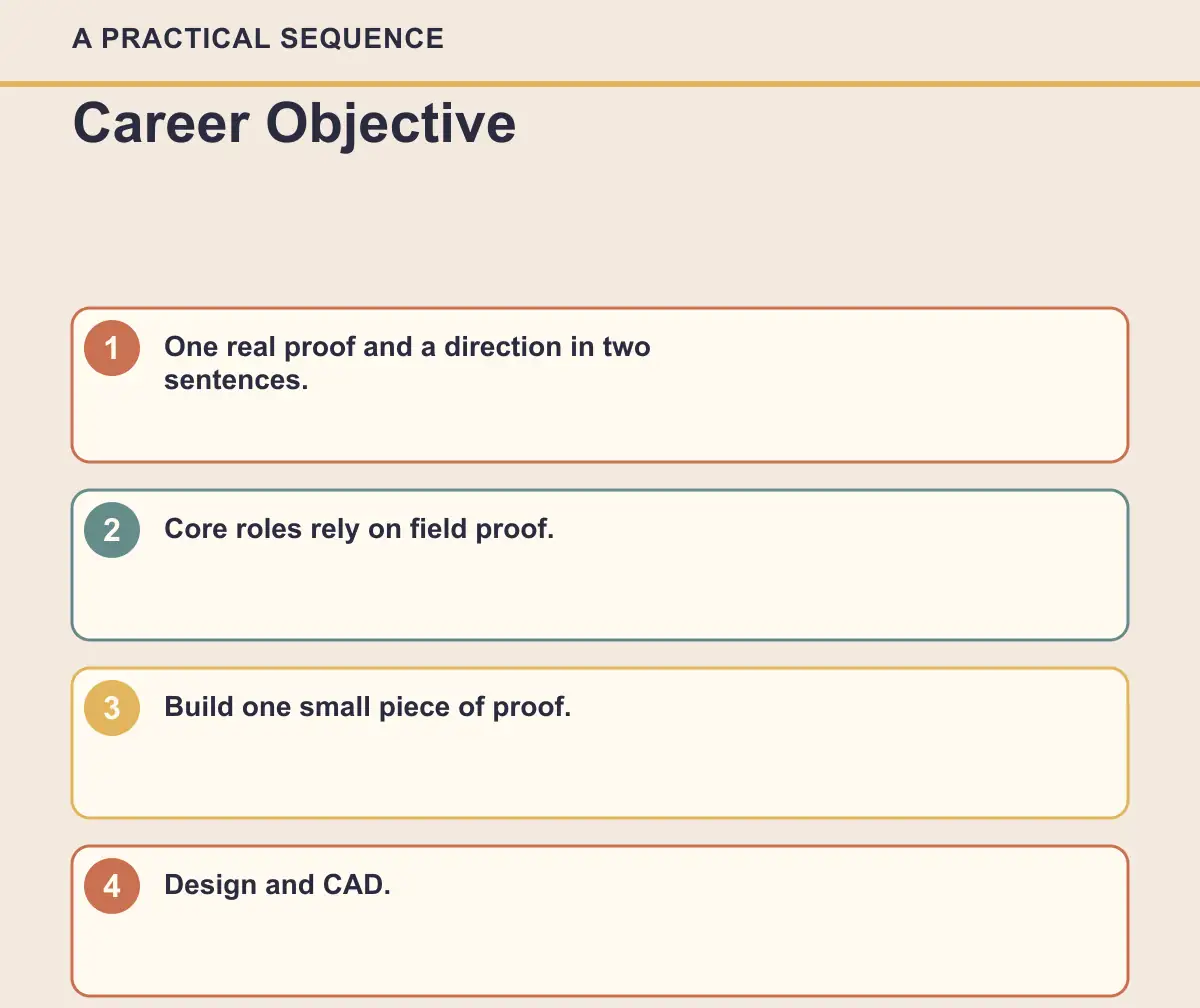 A PRACTICAL SEQUENCE
Career Objective
1
One real proof and a direction in two
sentences.
2
Core roles rely on field proof.
3
Build one small piece of proof.
4
Design and CAD.